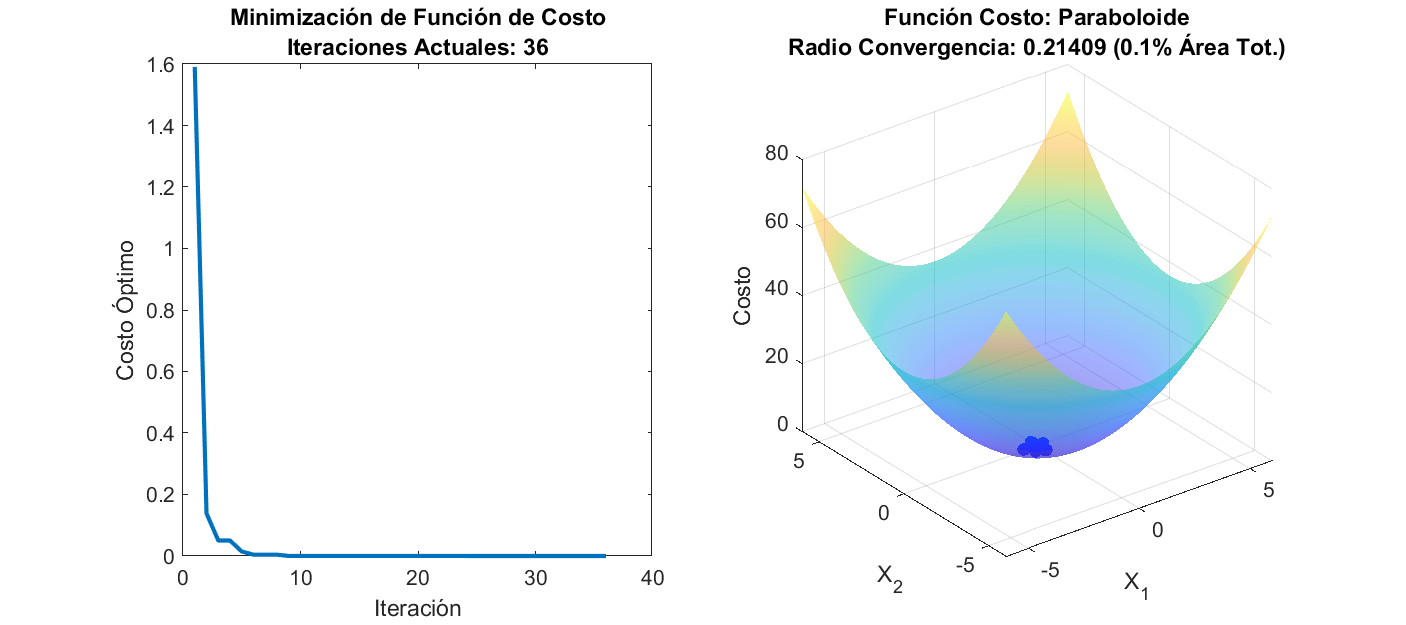 Minimización de Función de Costo
Iteraciones Actuales: 36
1.6
1.4
1.2
1
0.8
0.6
0.4
0.2
0
Costo Óptimo
0
10
20
30
40
Iteración
Función Costo: Paraboloide
Radio Convergencia: 0.21409 (0.1% Área Tot.)
80
60
40
20
0
Costo
5
0
-5
X_2
-5
0
5
X_1